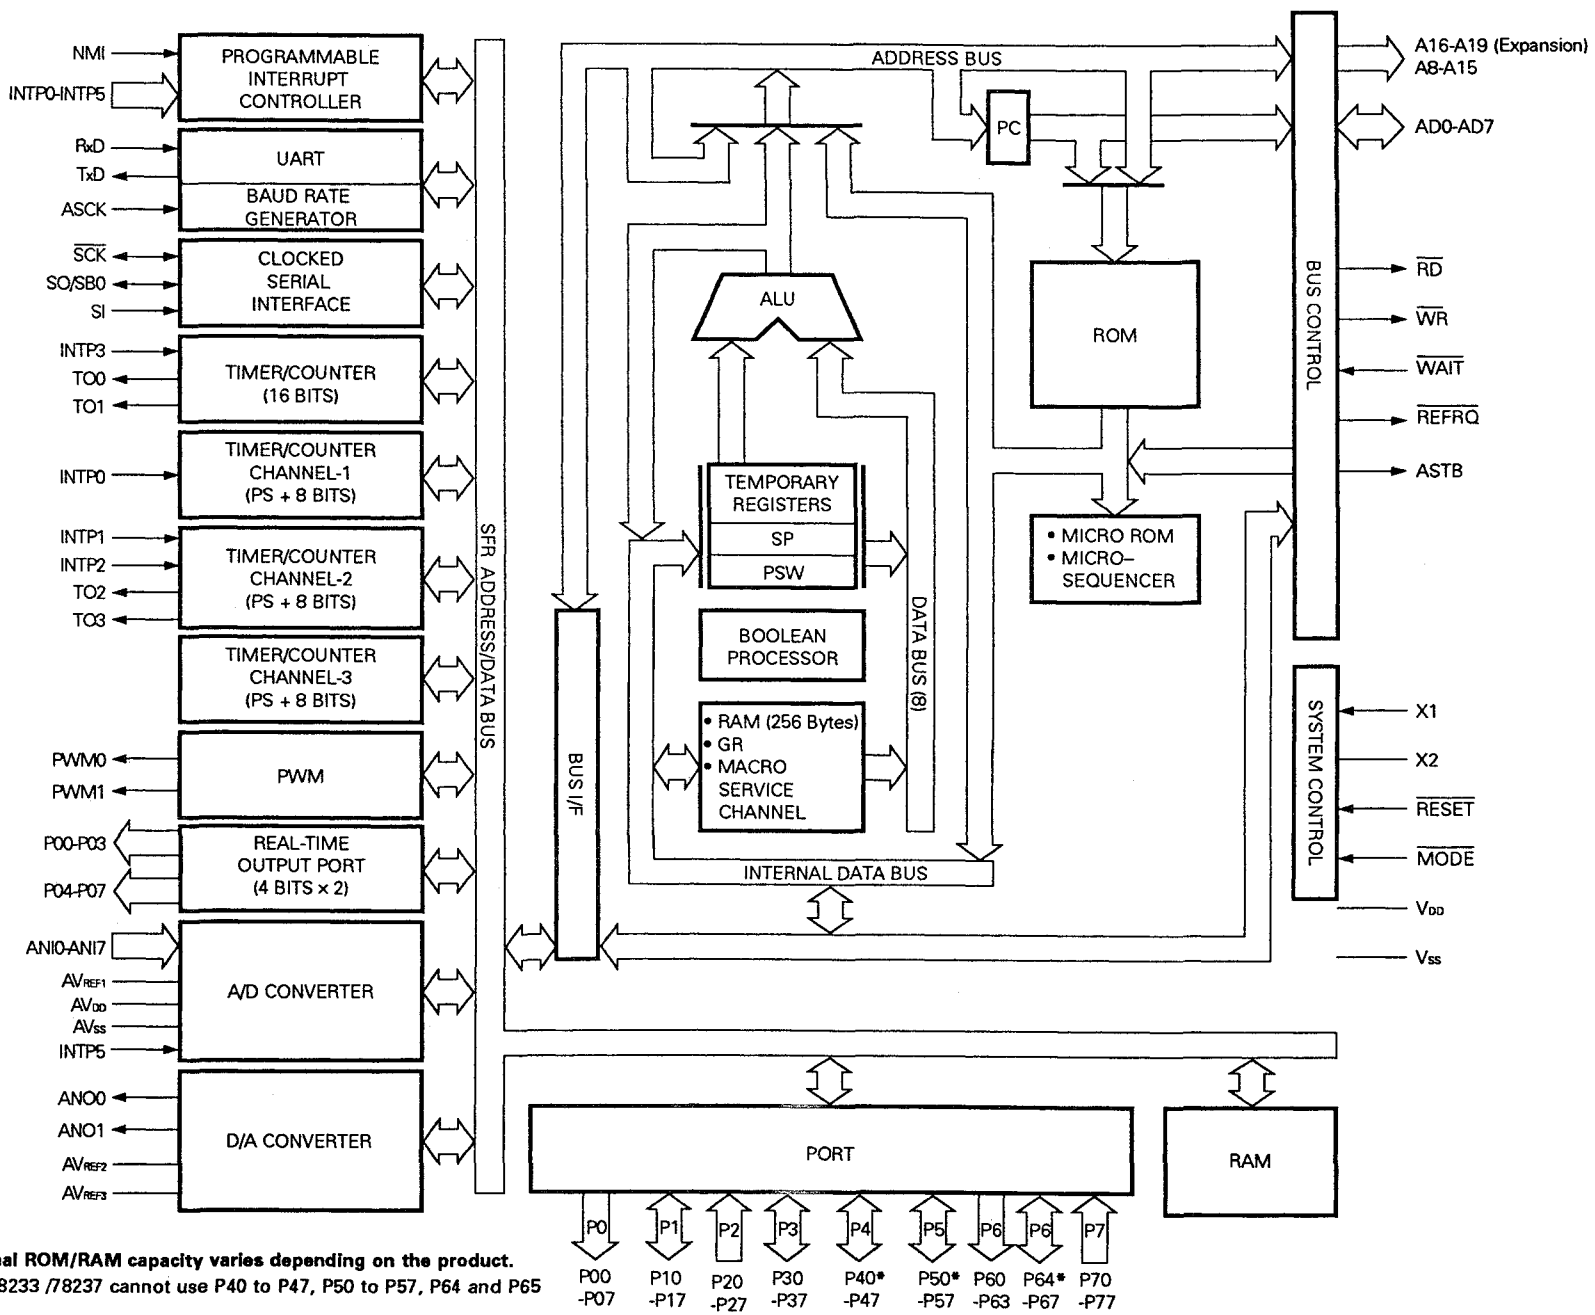 NMI
INTP0-INTP5
PROGRAMMABLE
INTERRUPT
CONTROLLER
RxD
TxD
ASCK
UART
BAUD RATE
GENERATOR
SCK
SO/SB0
SI
CLOCKED
SERIAL
INTERFACE
INTP3
TO0
TO1
TIMER/COUNTER
(16 BITS)
INTP0
TIMER/COUNTER
CHANNEL-1
(PS + 8 BITS)
INTP1
INTP2
TO2
TO3
TIMER/COUNTER
CHANNEL-2
(PS + 8 BITS)
TIMER/COUNTER
CHANNEL-3
(PS + 8 BITS)
PWM0
PWM1
PWM
P00-P03
P04-P07
REAL-TIME
OUTPUT PORT
(4 BITS x 2)
ANI0-ANI7
AVREF1
AVDD
AVSS
INTP5
A/D CONVERTER
ANO0
ANO1
AVREF2
AVREF3
D/A CONVERTER
SFR ADDRESS/DATA BUS
BUS I/F
ADDRESS BUS
PC
ALU
TEMPORARY
REGISTERS
SP
PSW
BOOLEAN
PROCESSOR
• RAM (256 Bytes)
• GR
• MACRO
SERVICE
CHANNEL
DATA BUS (8)
INTERNAL DATA BUS
ROM
• MICRO ROM
• MICRO–
SEQUENCER
BUS CONTROL
A16-A19 (Expansion)
A8-A15
AD0-AD7
RD
WR
WAIT
REFRQ
ASTB
SYSTEM CONTROL
X1
X2
RESET
MODE
VDD
VSS
PORT
RAM
P0 P1 P2 P3 P4 P5 P6 P6 P7
P00 P10 P20 P30 P40* P50* P60 P64* P70
-P07 -P17 -P27 -P37 -P47 -P57 -P63 -P67 -P77
al ROM/RAM capacity varies depending on the product.
8233 /78237 cannot use P40 to P47, P50 to P57, P64 and P65